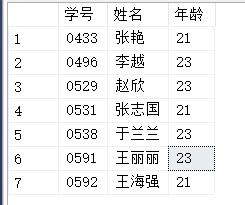 学号 姓名 年龄
1 0433 张艳 21
2 0496 李越 23
3 0529 赵欣 23
4 0531 张志国 21
5 0538 于兰兰 23
6 0591 王丽丽 23
7 0592 王海强 21